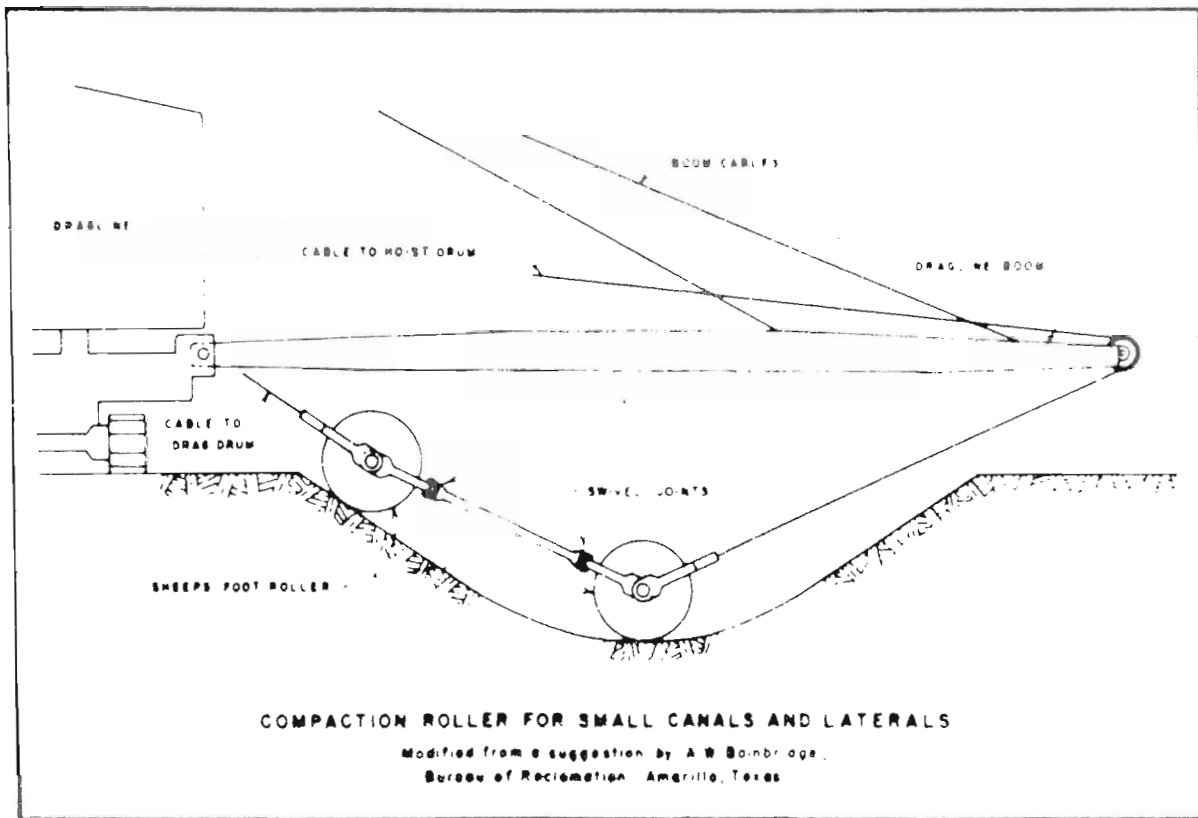 BOOM CABLES
DRAGLINE
CABLE TO HOIST DRUM
DRAGLINE BOOM
CABLE TO
DRAG DRUM
SWIVEL JOINTS
SHEEPS FOOT ROLLER
COMPACTION ROLLER FOR SMALL CANALS AND LATERALS
Modified from a suggestion by A W Bainbridge,
Bureau of Reclamation Amarillo, Texas